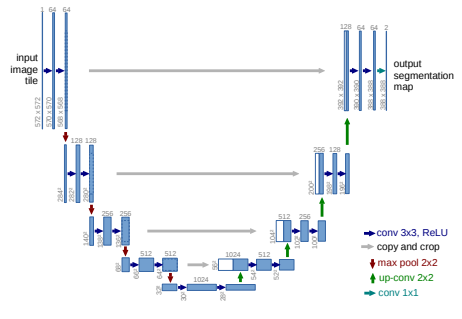 1 64 64
128 64 64 2
input
image
tile
output
segmentation
map
572 x 572
570 x 570
568 x 568
392 x 392
390 x 390
388 x 388
388 x 388
128 128
256 128
284²
282²
280²
200²
198²
196²
256 256
512 256
140²
138²
136²
104²
102²
100²
512 512
1024 512
68²
66²
64²
56²
54²
52²
1024
32²
30²
28²
conv 3x3, ReLU
copy and crop
max pool 2x2
up-conv 2x2
conv 1x1